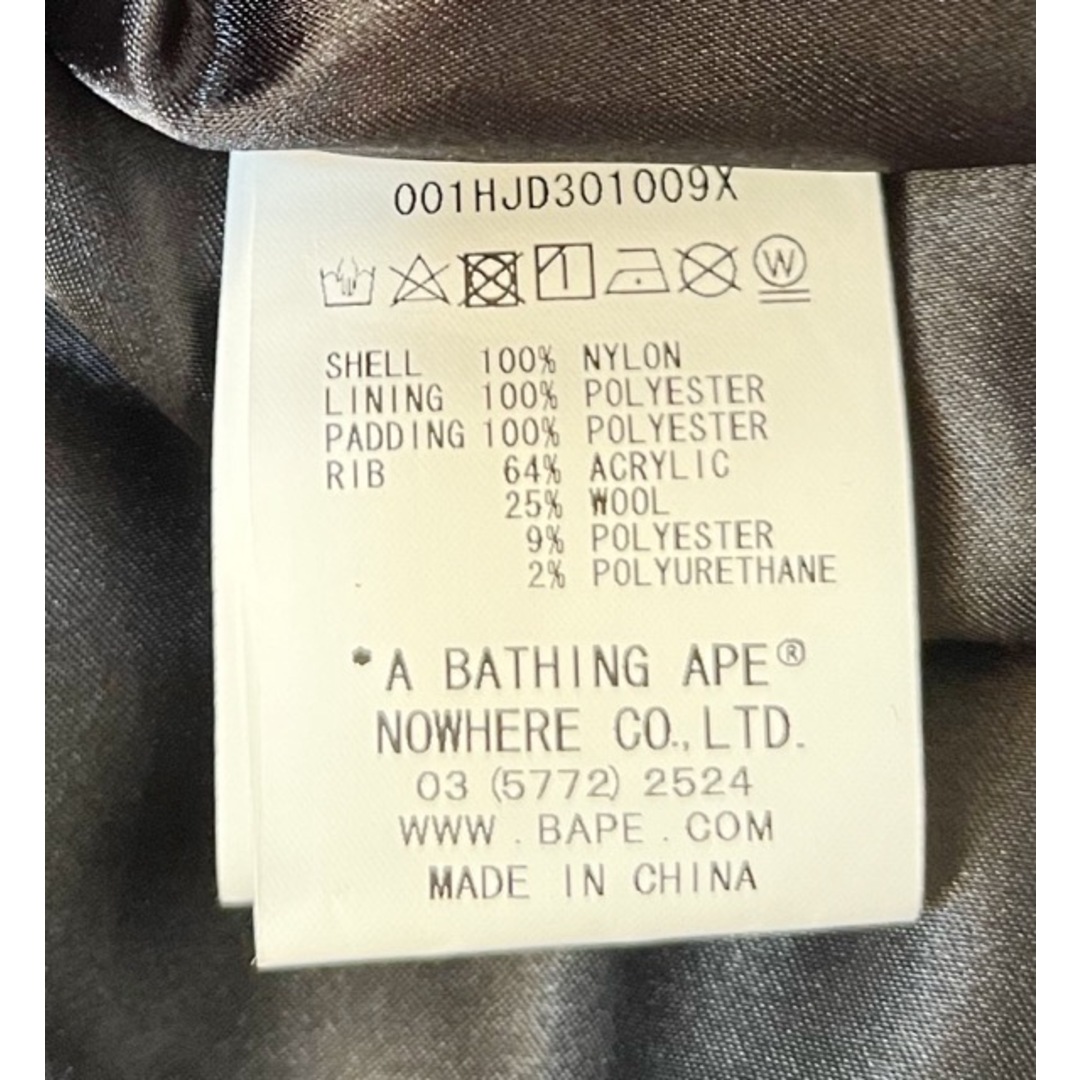 001HJD301009X
W
SHELL 100% NYLON
LINING 100% POLYESTER
PADDING 100% POLYESTER
RIB 64% ACRYLIC
25% WOOL
9% POLYESTER
2% POLYURETHANE
*A BATHING APE®
NOWHERE CO., LTD.
03 (5772) 2524
WWW . BAPE . COM
MADE IN CHINA